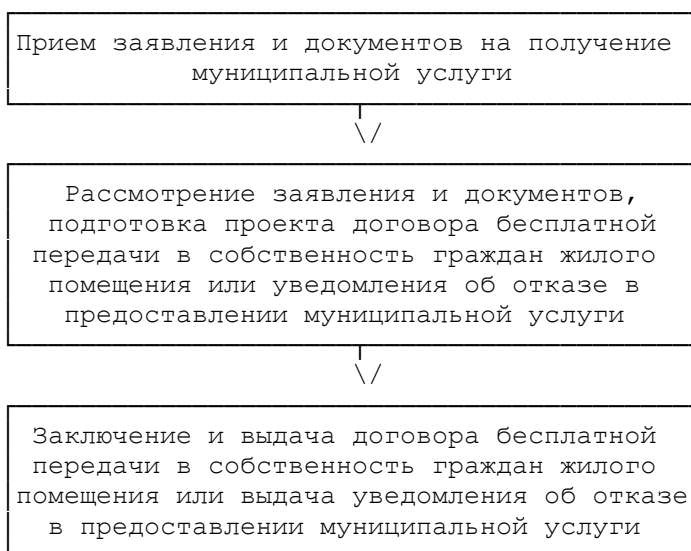 Прием заявления и документов на получение
муниципальной услуги
\/
Рассмотрение заявления и документов,
подготовка проекта договора бесплатной
передачи в собственность граждан жилого
помещения или уведомления об отказе в
предоставлении муниципальной услуги
\/
Заключение и выдача договора бесплатной
передачи в собственность граждан жилого
помещения или выдача уведомления об отказе
в предоставлении муниципальной услуги